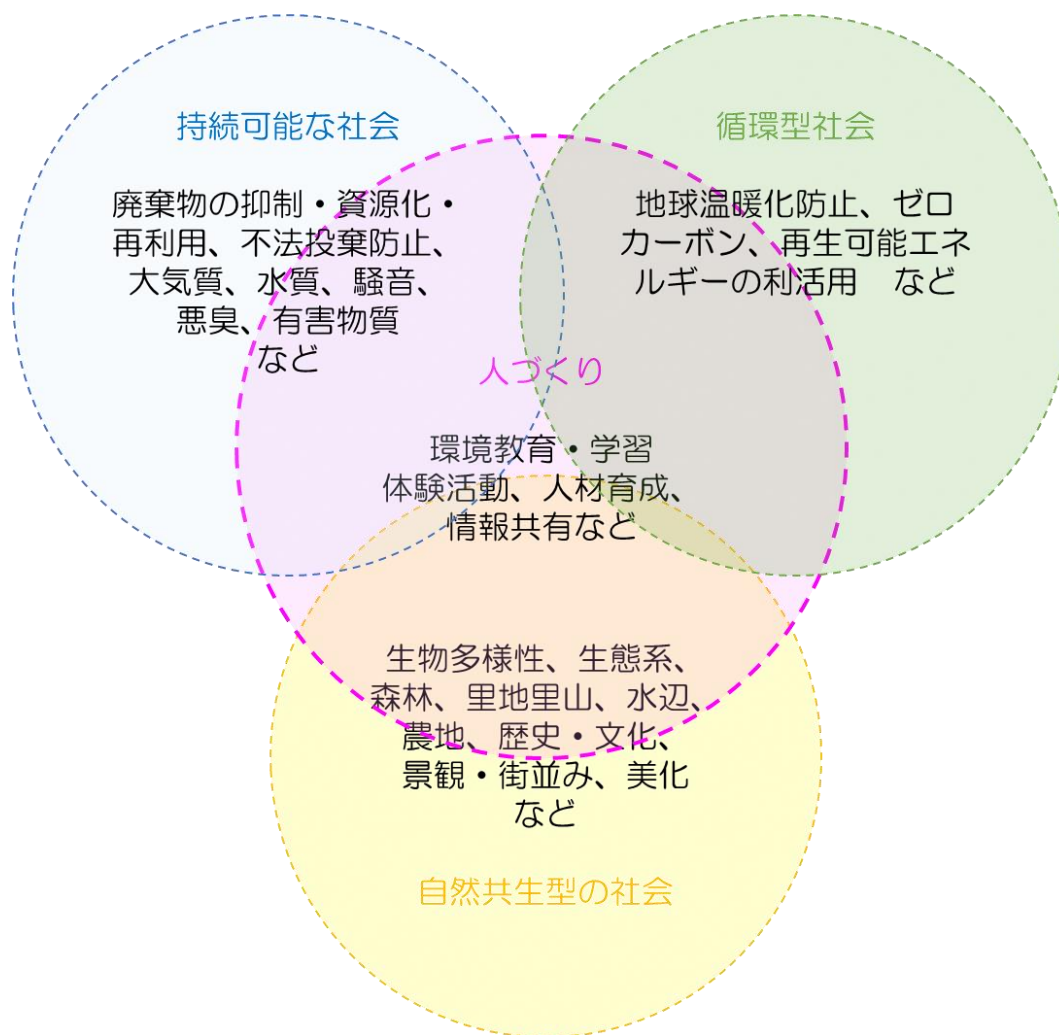 持続可能な社会
廃棄物の抑制・資源化・
再利用、不法投棄防止、
大気質、水質、騒音、
悪臭、有害物質
など
循環型社会
地球温暖化防止、ゼロ
カーボン、再生可能エネ
ルギーの利活用　など
人づくり
環境教育・学習
体験活動、人材育成、
情報共有など
生物多様性、生態系、
森林、里地里山、水辺、
農地、歴史・文化、
景観・街並み、美化
など
自然共生型の社会